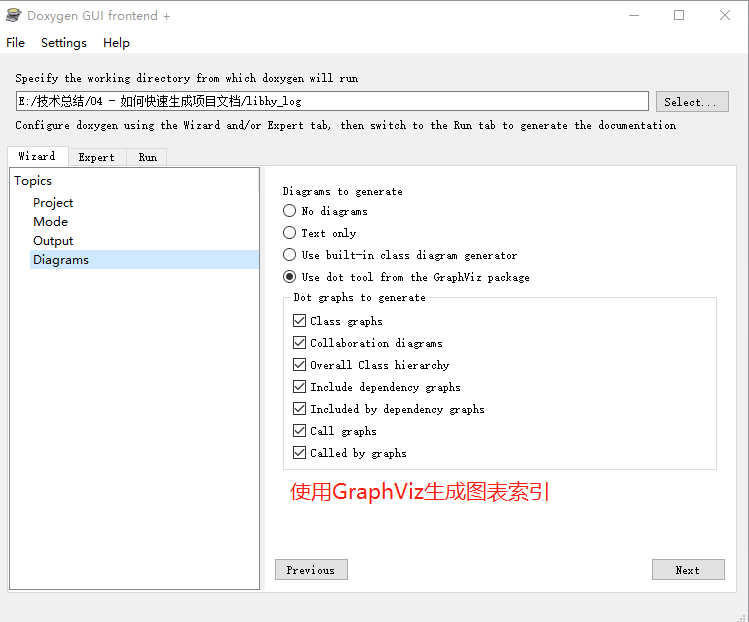 Doxygen GUI frontend +
File Settings Help
Specify the working directory from which doxygen will run
E:/技术总结/04 - 如何快速生成项目文档/libhy_log
Select...
Configure doxygen using the Wizard and/or Expert tab, then switch to the Run tab to generate the documentation
Wizard Expert Run
Topics
Project
Mode
Output
Diagrams
Diagrams to generate
No diagrams
Text only
Use built-in class diagram generator
Use dot tool from the GraphViz package
Dot graphs to generate
Class graphs
Collaboration diagrams
Overall Class hierarchy
Include dependency graphs
Included by dependency graphs
Call graphs
Called by graphs
使用GraphViz生成图表索引
Previous
Next